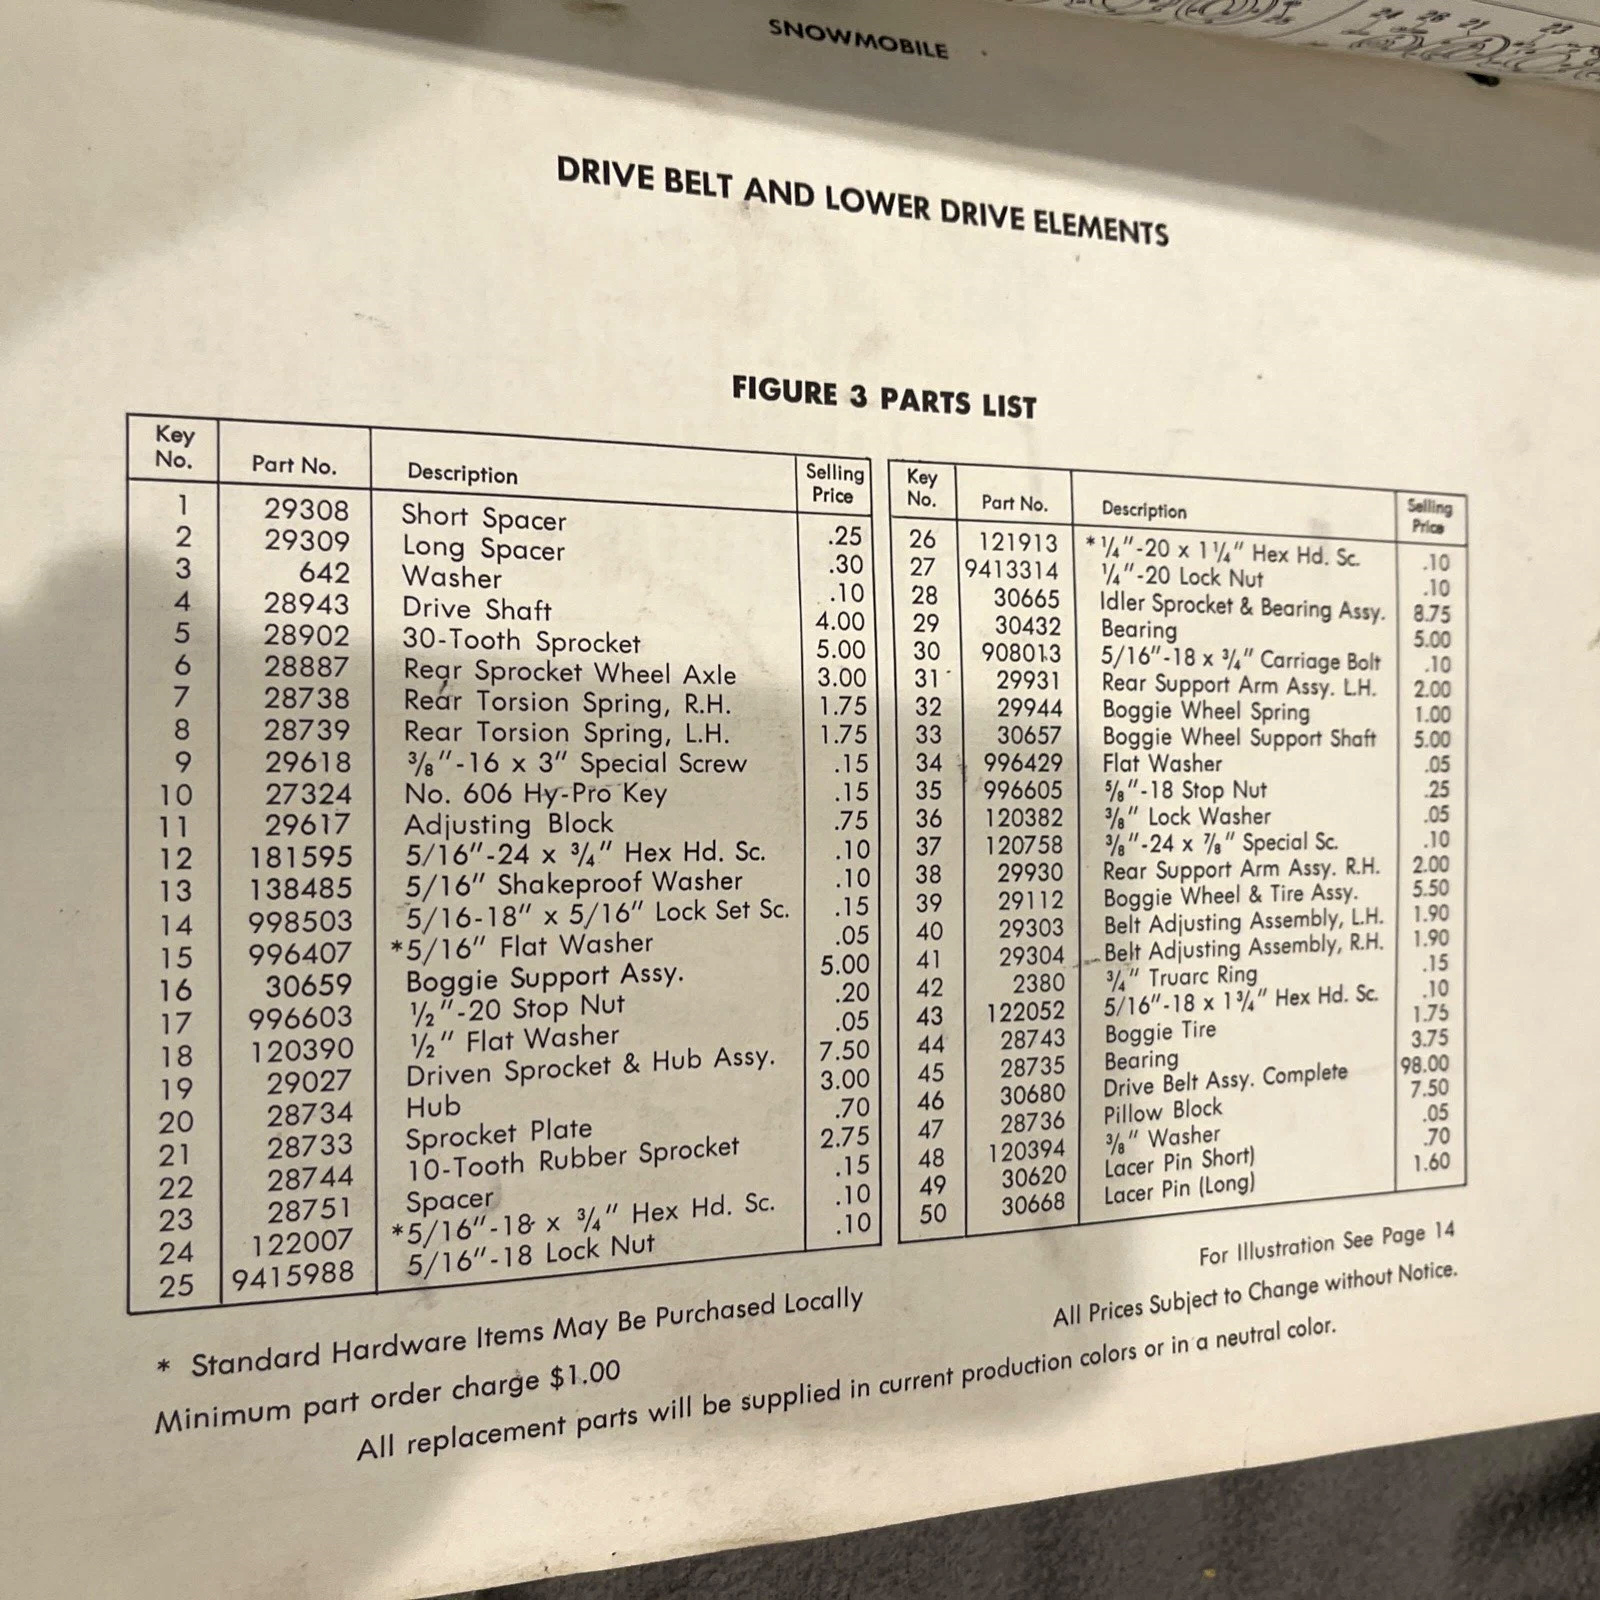 SNOWMOBILE
24 26 21 23
DRIVE BELT AND LOWER DRIVE ELEMENTS
FIGURE 3 PARTS LIST
Key No. Part No. Description Selling Price
1 29308 Short Spacer .25
2 29309 Long Spacer .30
3 642 Washer .10
4 28943 Drive Shaft 4.00
5 28902 30-Tooth Sprocket 5.00
6 28887 Rear Sprocket Wheel Axle 3.00
7 28738 Rear Torsion Spring, R.H. 1.75
8 28739 Rear Torsion Spring, L.H. 1.75
9 29618 3/8"-16 x 3" Special Screw .15
10 27324 No. 606 Hy-Pro Key .15
11 29617 Adjusting Block .75
12 181595 5/16"-24 x 3/4" Hex Hd. Sc. .10
13 138485 5/16" Shakeproof Washer .10
14 998503 5/16-18" x 5/16" Lock Set Sc. .15
15 996407 *5/16" Flat Washer .05
16 30659 Boggie Support Assy. 5.00
17 996603 1/2"-20 Stop Nut .20
18 120390 1/2" Flat Washer .05
19 29027 Driven Sprocket & Hub Assy. 7.50
20 28734 Hub 3.00
21 28733 Sprocket Plate .70
22 28744 10-Tooth Rubber Sprocket 2.75
23 28751 Spacer .15
24 122007 *5/16"-18 x 3/4" Hex Hd. Sc. .10
25 9415988 5/16"-18 Lock Nut .10
Key No. Part No. Description Selling Price
26 121913 *1/4"-20 x 1 1/4" Hex Hd. Sc. .10
27 9413314 1/4"-20 Lock Nut .10
28 30665 Idler Sprocket & Bearing Assy. 8.75
29 30432 Bearing 5.00
30 908013 5/16"-18 x 3/4" Carriage Bolt .10
31 29931 Rear Support Arm Assy. L.H. 2.00
32 29944 Boggie Wheel Spring 1.00
33 30657 Boggie Wheel Support Shaft 5.00
34 996429 Flat Washer .05
35 996605 5/8"-18 Stop Nut .25
36 120382 3/8" Lock Washer .05
37 120758 3/8"-24 x 7/8" Special Sc. .10
38 29930 Rear Support Arm Assy. R.H. 2.00
39 29112 Boggie Wheel & Tire Assy. 5.50
40 29303 Belt Adjusting Assembly, L.H. 1.90
41 29304 Belt Adjusting Assembly, R.H. 1.90
42 2380 3/4" Truarc Ring .15
43 122052 5/16"-18 x 1 3/4" Hex Hd. Sc. .10
44 28743 Boggie Tire 1.75
45 28735 Bearing 3.75
46 30680 Drive Belt Assy. Complete 98.00
47 28736 Pillow Block 7.50
48 120394 3/8" Washer .05
49 30620 Lacer Pin Short) .70
50 30668 Lacer Pin (Long) 1.60
For Illustration See Page 14
* Standard Hardware Items May Be Purchased Locally
All Prices Subject to Change without Notice.
Minimum part order charge $1.00
All replacement parts will be supplied in current production colors or in a neutral color.